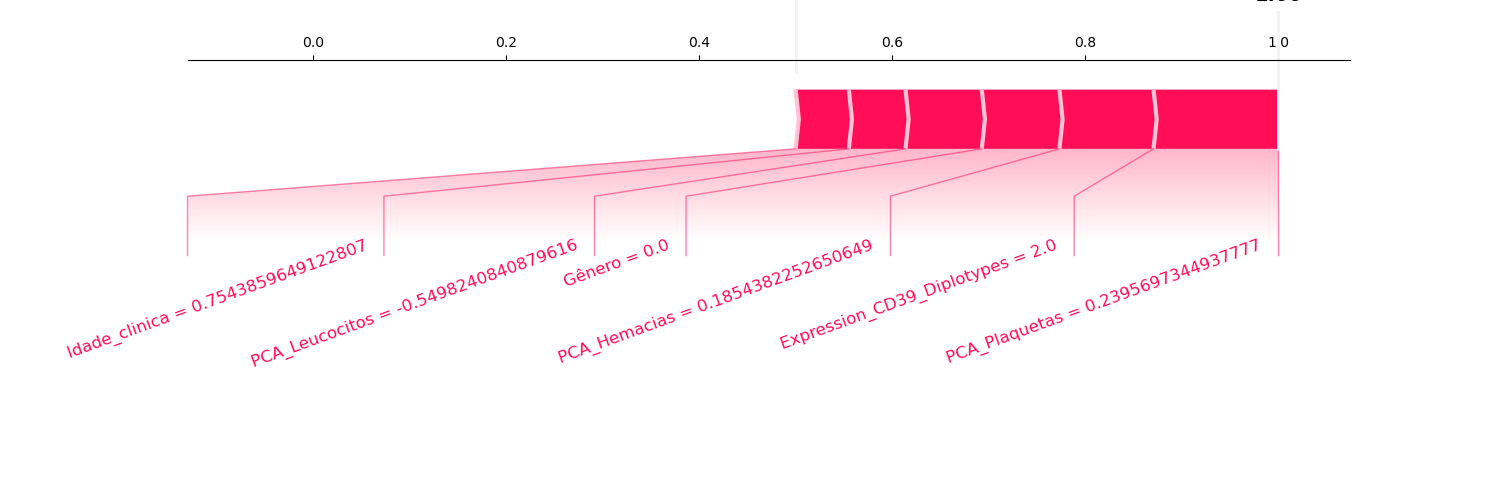 0.0 0.2 0.4 0.6 0.8 1 0
Idade_clinica = 0.7543859649122807
PCA_Leucocitos = -0.5498240840879616
Gênero = 0.0
PCA_Hemacias = 0.1854382252650649
Expression_CD39_Diplotypes = 2.0
PCA_Plaquetas = 0.2395697344937777